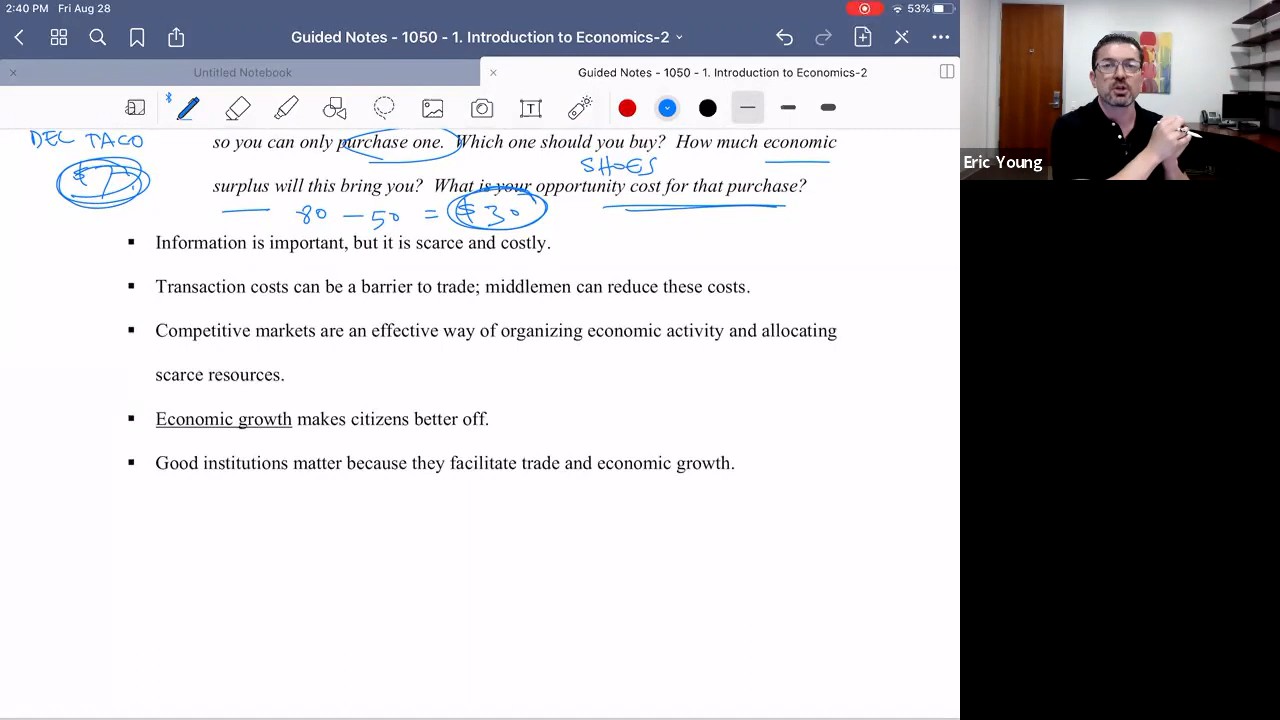 2:40 PM Fri Aug 28
53%
Guided Notes - 1050 - 1. Introduction to Economics-2
Untitled Notebook
Guided Notes - 1050 - 1. Introduction to Economics-2
DEL TACO
so you can only purchase one. Which one should you buy? How much economic
SHOES
$7
surplus will this bring you? What is your opportunity cost for that purchase?
80 - 50 = $30
Information is important, but it is scarce and costly.
Transaction costs can be a barrier to trade; middlemen can reduce these costs.
Competitive markets are an effective way of organizing economic activity and allocating
scarce resources.
Economic growth makes citizens better off.
Good institutions matter because they facilitate trade and economic growth.
Eric Young